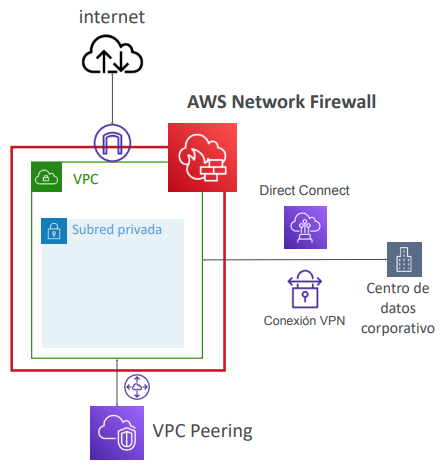 internet
AWS Network Firewall
VPC
Direct Connect
Subred privada
Centro de
datos
corporativo
Conexión VPN
VPC Peering